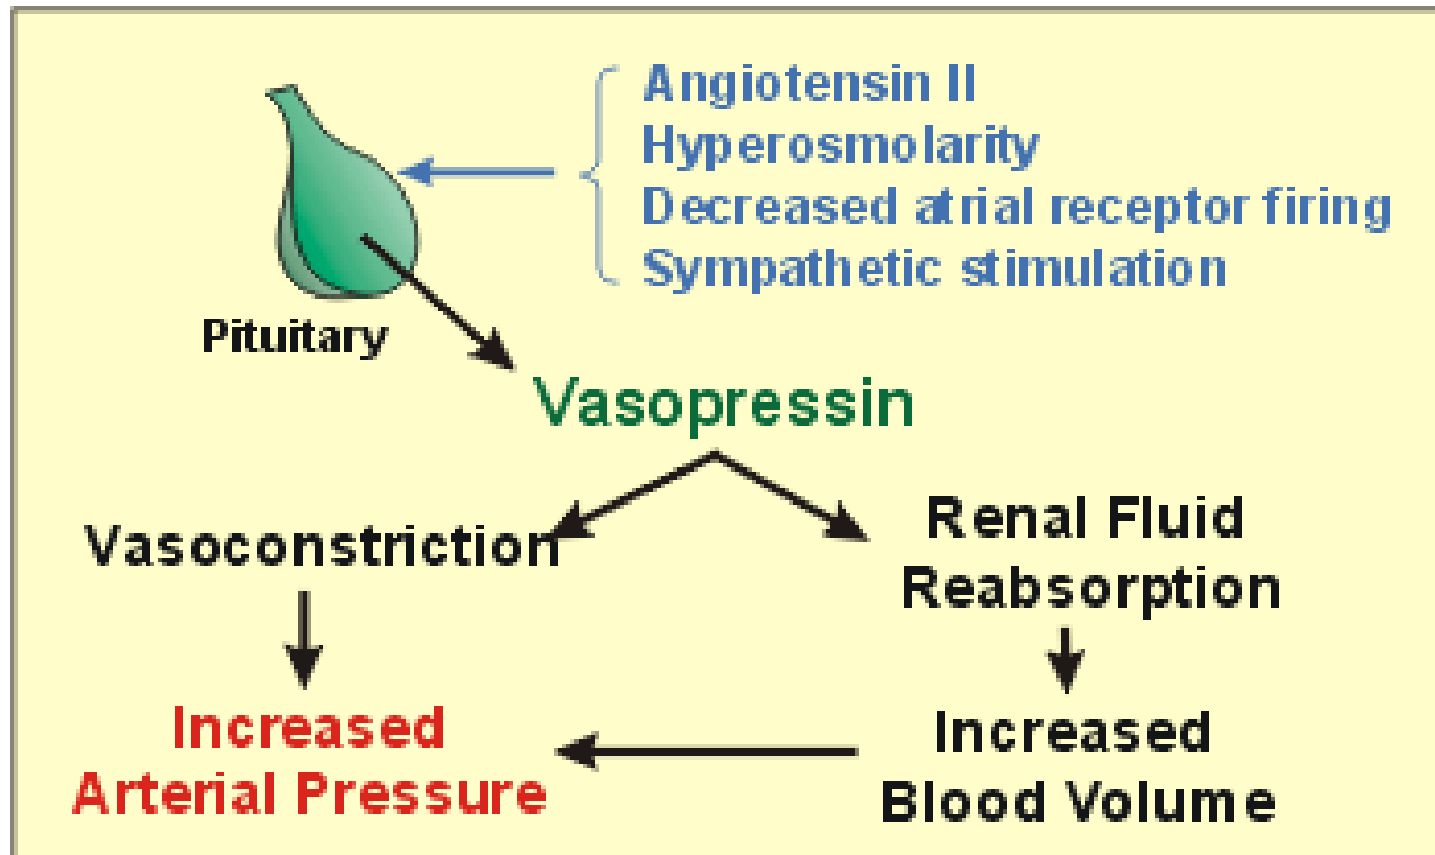 Angiotensin II
Hyperosmolarity
Decreased atrial receptor firing
Sympathetic stimulation
Pituitary
Vasopressin
Vasoconstriction
Renal Fluid
Reabsorption
Increased
Arterial Pressure
Increased
Blood Volume